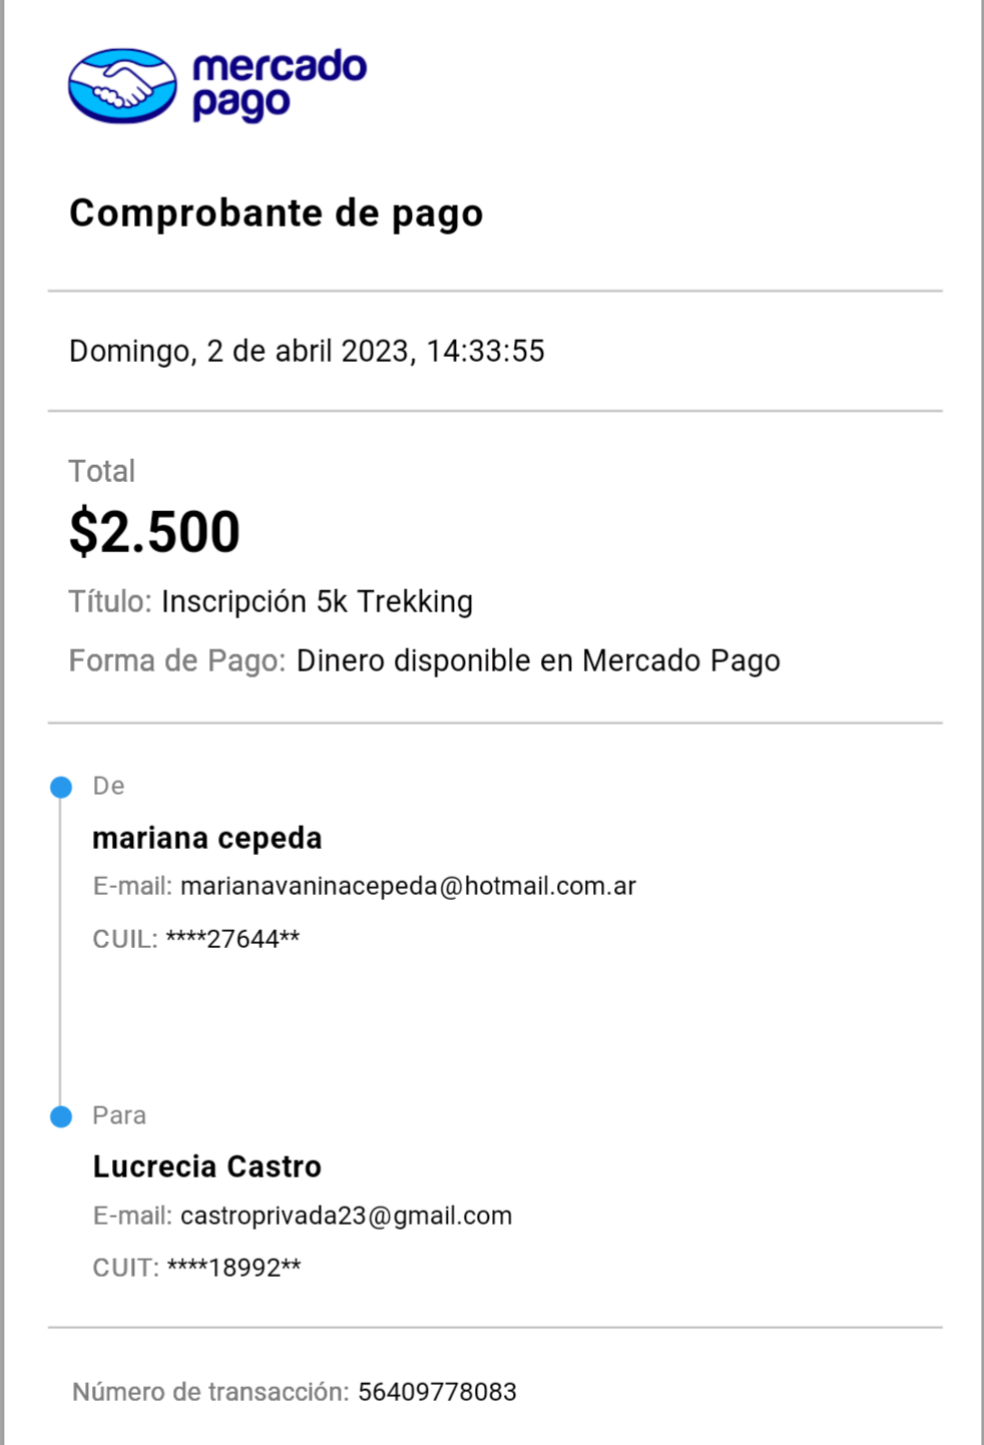 mercado
pago
Comprobante de pago
Domingo, 2 de abril 2023, 14:33:55
Total
$2.500
Título: Inscripción 5k Trekking
Forma de Pago: Dinero disponible en Mercado Pago
De
mariana cepeda
E-mail: marianavaninacepeda@hotmail.com.ar
CUIL: ****27644**
Para
Lucrecia Castro
E-mail: castroprivada23@gmail.com
CUIT: ****18992**
Número de transacción: 56409778083